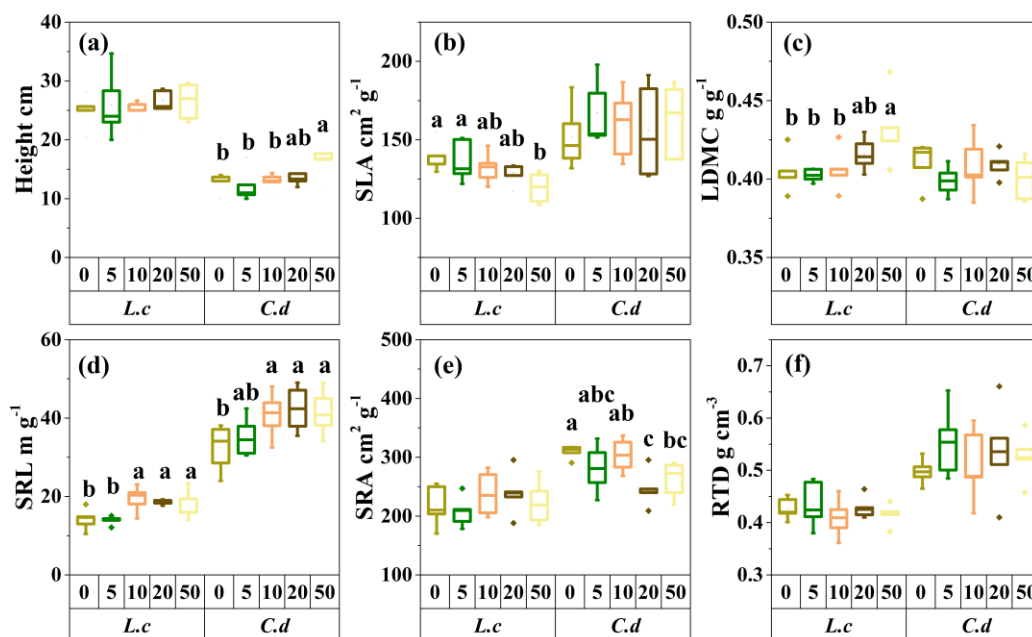 (a)
Height cm
40
30
20
10
0
b b b ab a
0 5 10 20 50 0 5 10 20 50
L.c C.d
(b)
SLA cm² g⁻¹
200
150
100
a a ab ab b
0 5 10 20 50 0 5 10 20 50
L.c C.d
(c)
LDMC g g⁻¹
0.50
0.45
0.40
0.35
b b b ab a
0 5 10 20 50 0 5 10 20 50
L.c C.d
(d)
SRL m g⁻¹
60
40
20
0
b b a a a b ab a a a
0 5 10 20 50 0 5 10 20 50
L.c C.d
(e)
SRA cm² g⁻¹
500
400
300
200
100
a abc ab c bc
0 5 10 20 50 0 5 10 20 50
L.c C.d
(f)
RTD g cm⁻³
0.7
0.6
0.5
0.4
0.3
0 5 10 20 50 0 5 10 20 50
L.c C.d